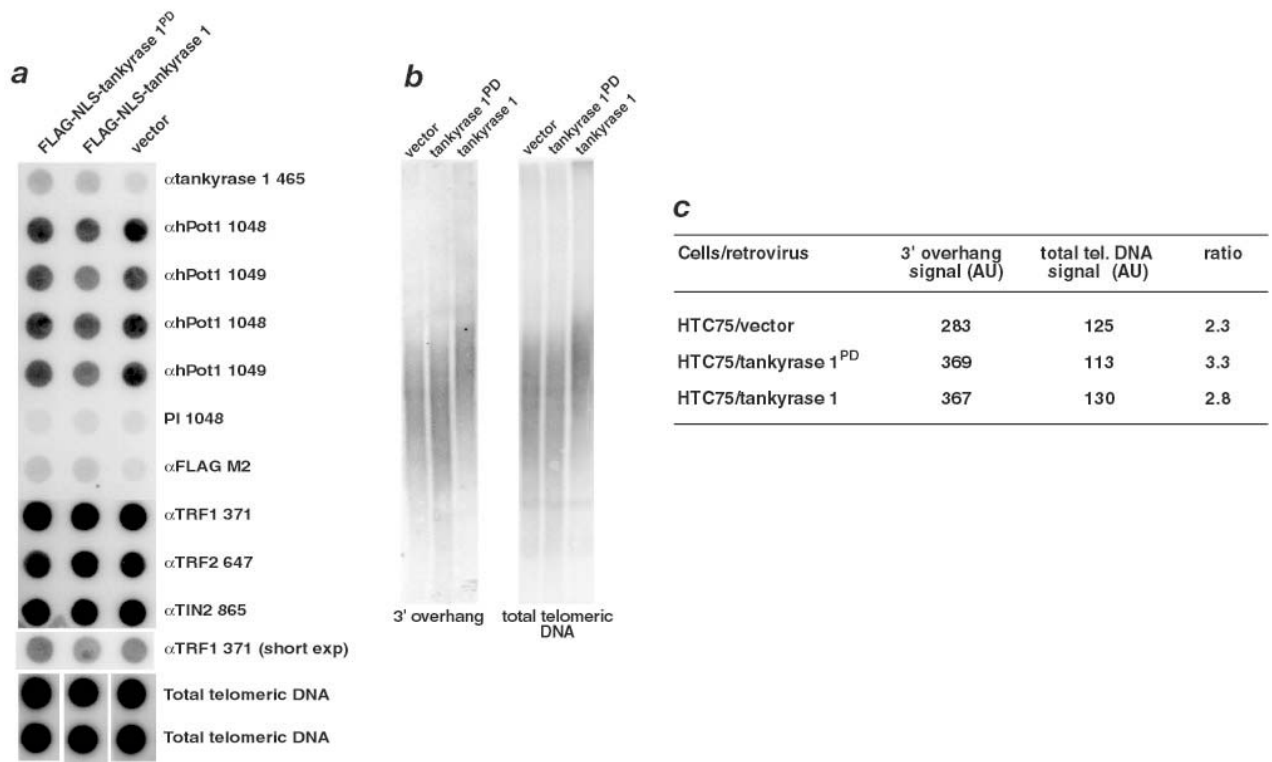 a
FLAG-NLS-tankyrase 1PD
FLAG-NLS-tankyrase 1
vector
αtankyrase 1 465
αhPot1 1048
αhPot1 1049
αhPot1 1048
αhPot1 1049
PI 1048
αFLAG M2
αTRF1 371
αTRF2 647
αTIN2 865
αTRF1 371 (short exp)
Total telomeric DNA
Total telomeric DNA
b
vector
tankyrase 1PD
tankyrase 1
vector
tankyrase 1PD
tankyrase 1
3' overhang
total telomeric
DNA
c
Cells/retrovirus 3' overhang total tel. DNA ratio
signal (AU) signal (AU)
HTC75/vector 283 125 2.3
HTC75/tankyrase 1PD 369 113 3.3
HTC75/tankyrase 1 367 130 2.8